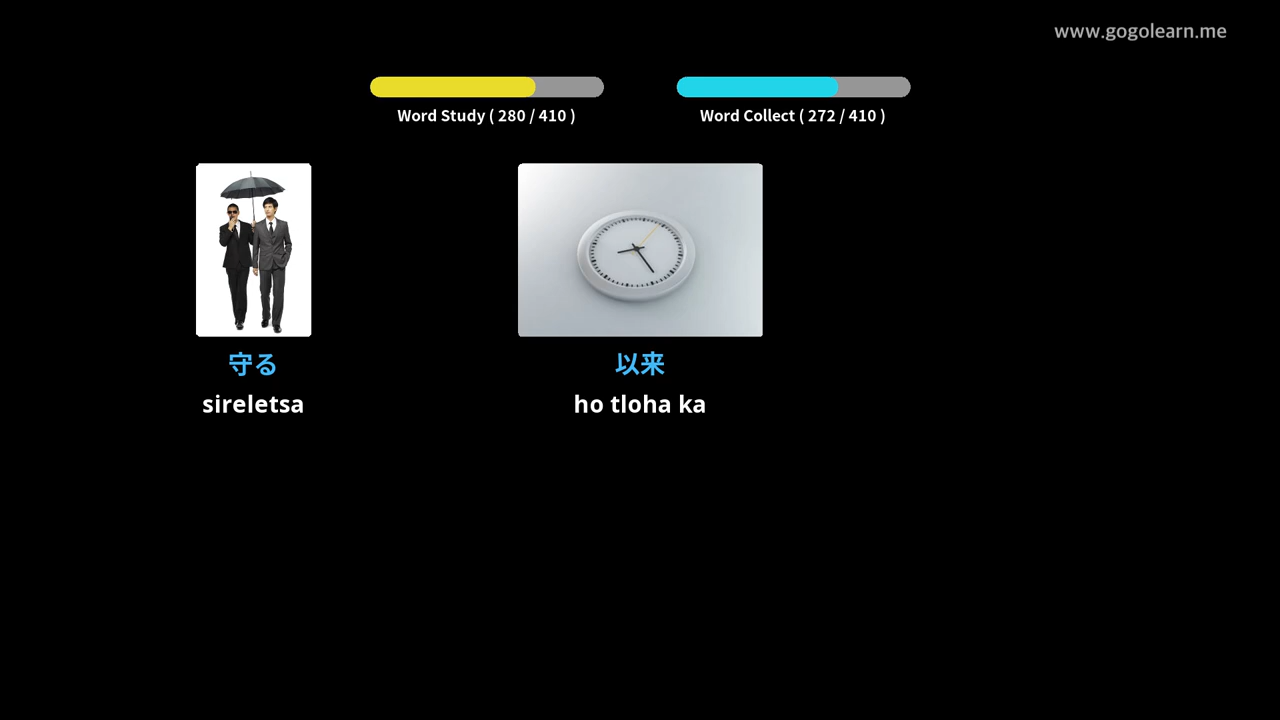 www.gogolearn.me
Word Study ( 280 / 410 )
Word Collect ( 272 / 410 )
守る
sireletsa
以来
ho tloha ka